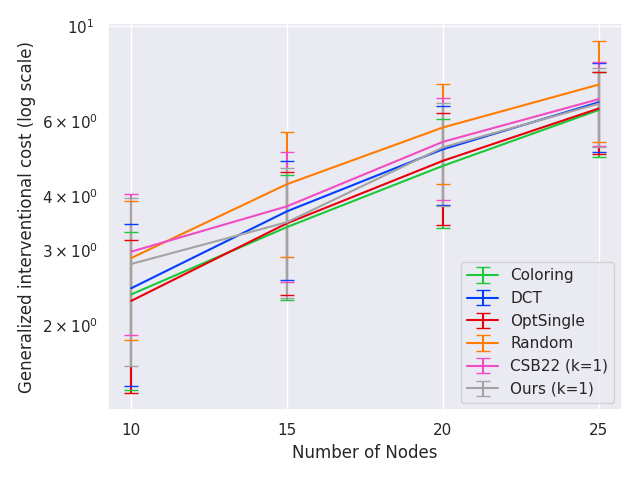 Generalized interventional cost (log scale)
10¹
6 × 10⁰
4 × 10⁰
3 × 10⁰
2 × 10⁰
Coloring
DCT
OptSingle
Random
CSB22 (k=1)
Ours (k=1)
10 15 20 25
Number of Nodes